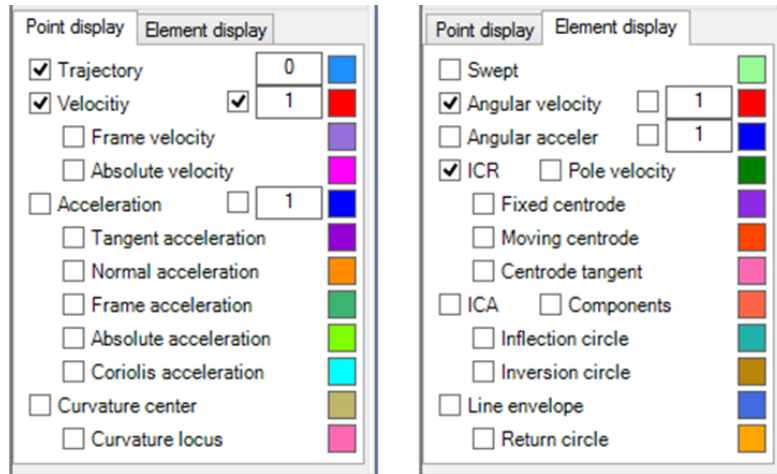 Point display Element display
Trajectory 0
Velocitiy 1
Frame velocity
Absolute velocity
Acceleration 1
Tangent acceleration
Normal acceleration
Frame acceleration
Absolute acceleration
Coriolis acceleration
Curvature center
Curvature locus
Point display Element display
Swept
Angular velocity 1
Angular acceler 1
ICR Pole velocity
Fixed centrode
Moving centrode
Centrode tangent
ICA Components
Inflection circle
Inversion circle
Line envelope
Return circle